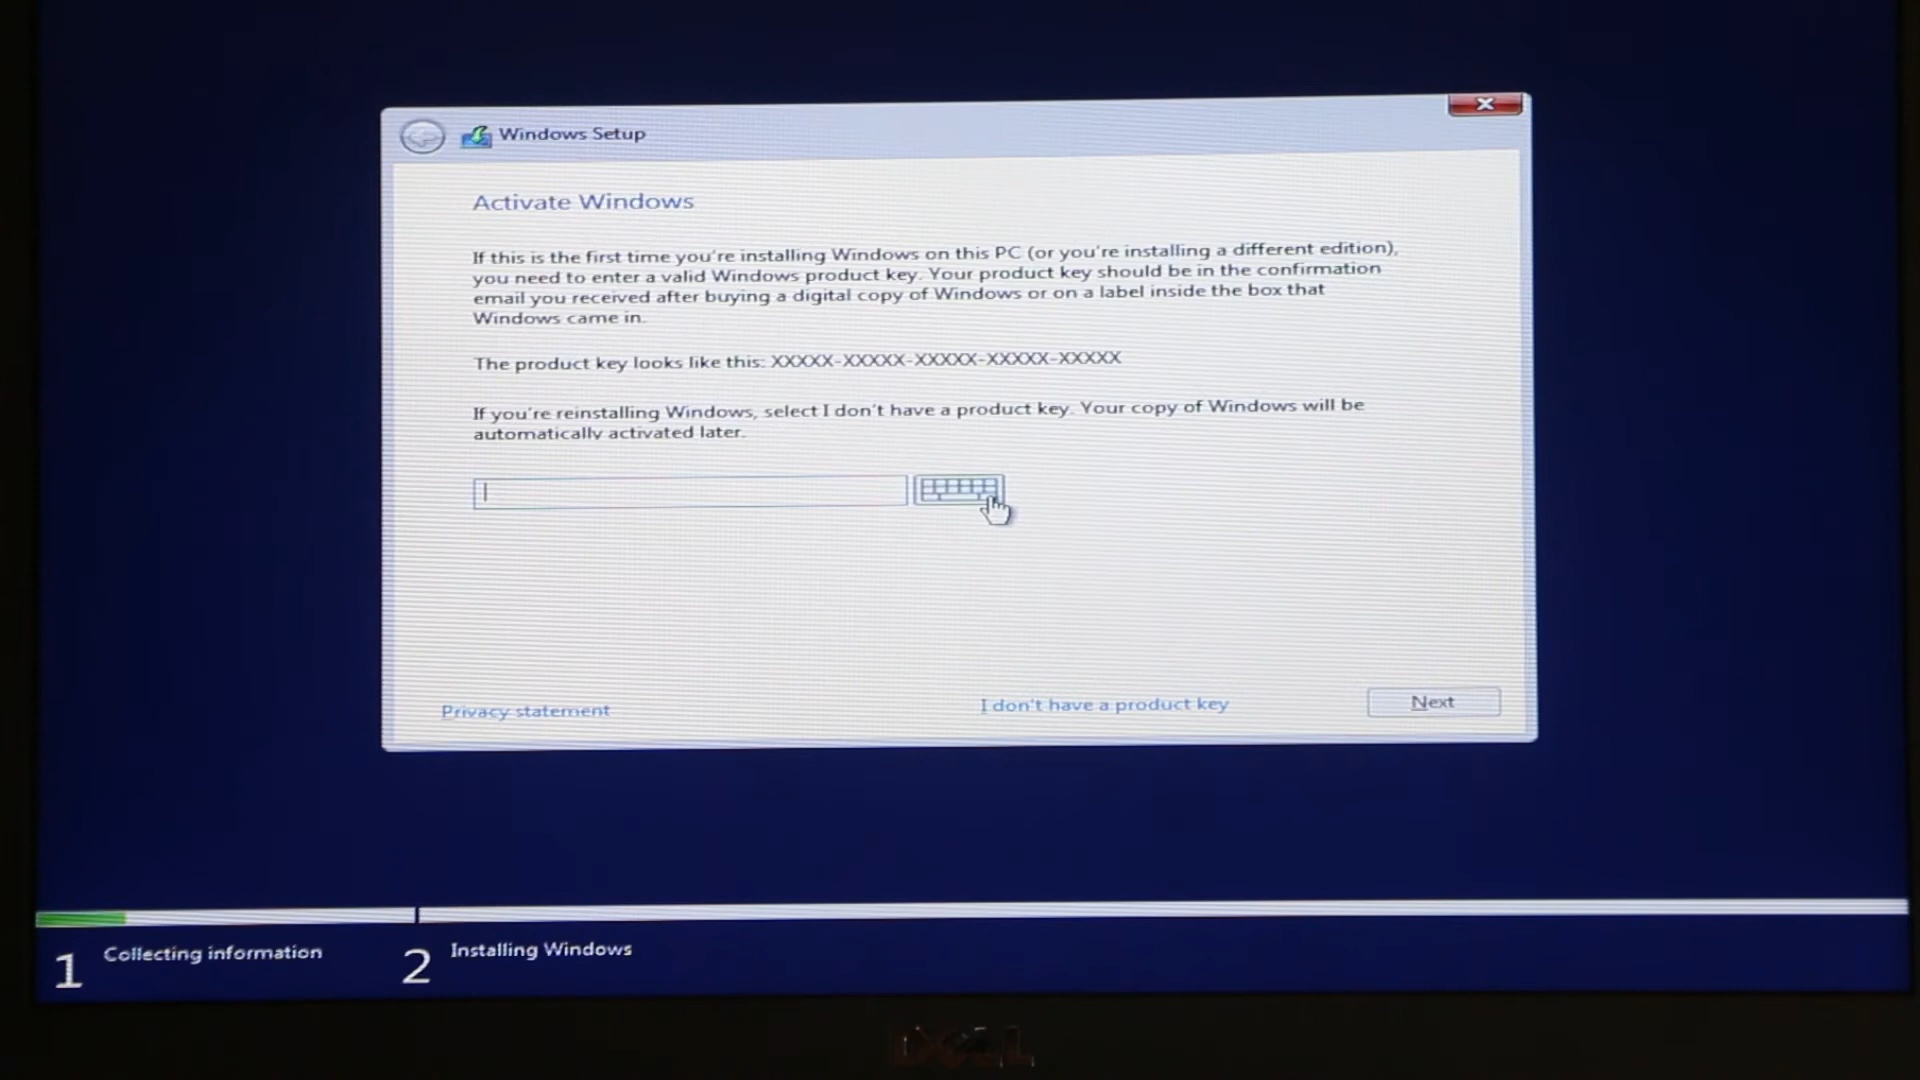 Windows Setup
Activate Windows
If this is the first time you're installing Windows on this PC (or you're installing a different edition),
you need to enter a valid Windows product key. Your product key should be in the confirmation
email you received after buying a digital copy of Windows or on a label inside the box that
Windows came in.
The product key looks like this: XXXXX-XXXXX-XXXXX-XXXXX-XXXXX
If you're reinstalling Windows, select I don't have a product key. Your copy of Windows will be
automatically activated later.
Privacy statement
I don't have a product key
Next
1 Collecting information
2 Installing Windows
DELL